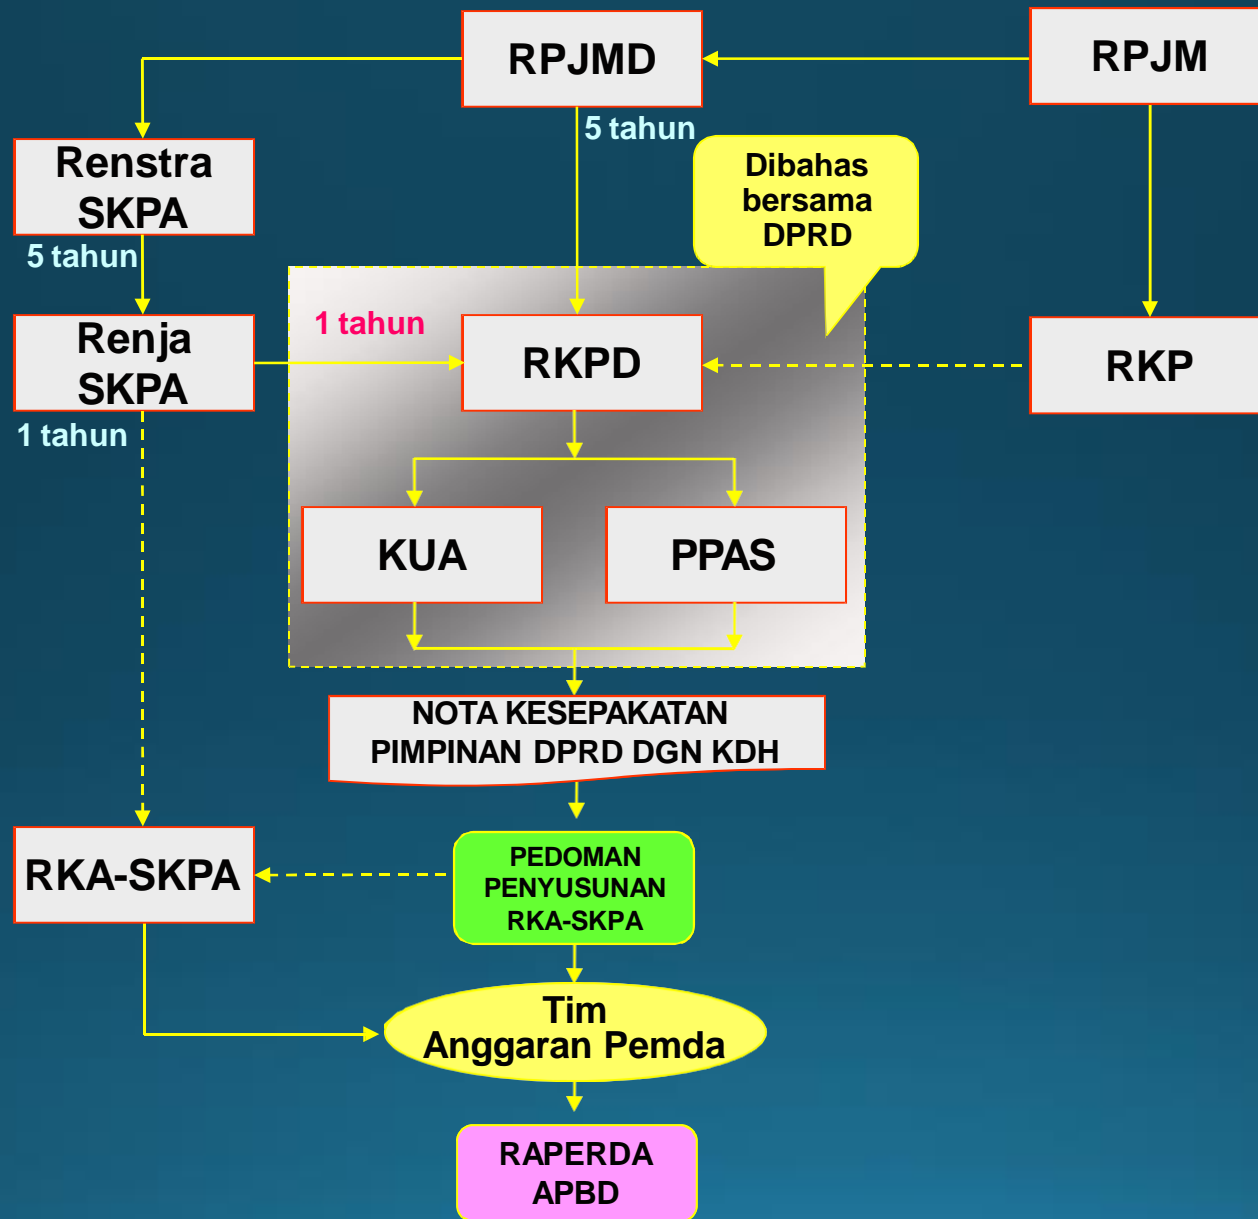 RPJMD
RPJM
5 tahun
Renstra
SKPA
5 tahun
Dibahas
bersama
DPRD
Renja
SKPA
1 tahun
1 tahun
RKPD
RKP
KUA
PPAS
NOTA KESEPAKATAN
PIMPINAN DPRD DGN KDH
RKA-SKPA
PEDOMAN
PENYUSUNAN
RKA-SKPA
Tim
Anggaran Pemda
RAPERDA
APBD